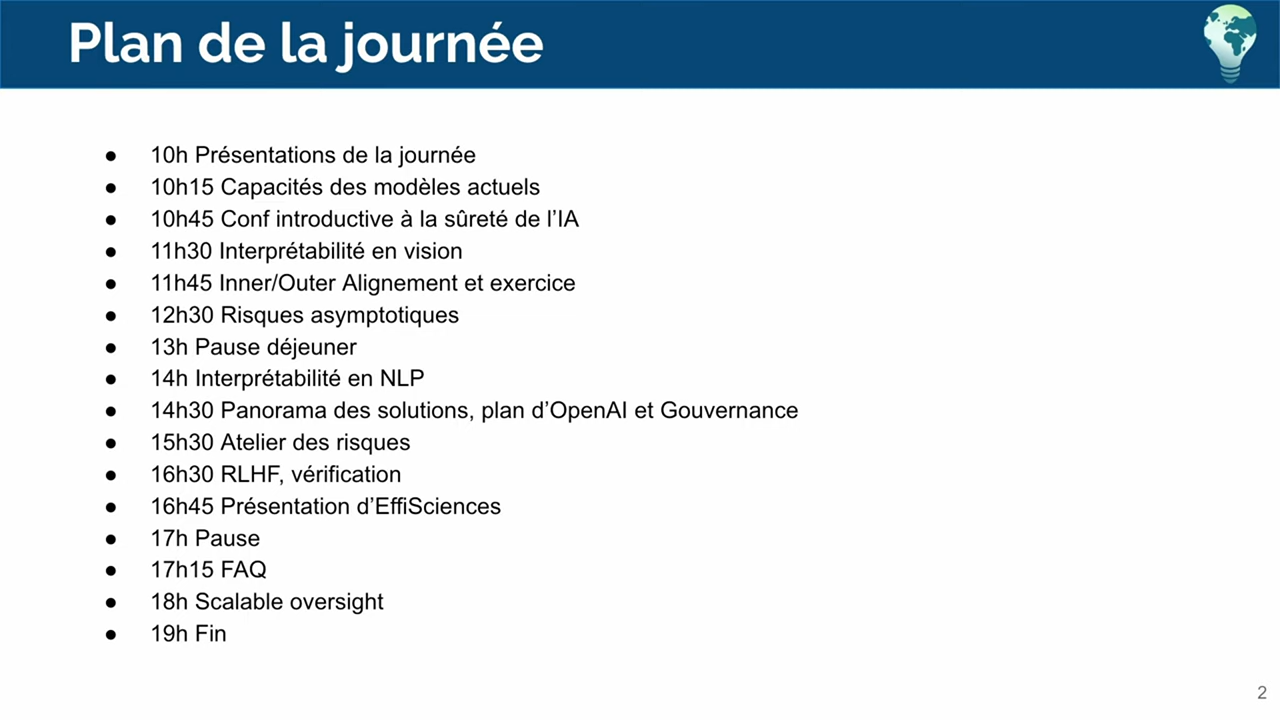 Plan de la journée
● 10h Présentations de la journée
● 10h15 Capacités des modèles actuels
● 10h45 Conf introductive à la sûreté de l’IA
● 11h30 Interprétabilité en vision
● 11h45 Inner/Outer Alignement et exercice
● 12h30 Risques asymptotiques
● 13h Pause déjeuner
● 14h Interprétabilité en NLP
● 14h30 Panorama des solutions, plan d’OpenAI et Gouvernance
● 15h30 Atelier des risques
● 16h30 RLHF, vérification
● 16h45 Présentation d’EffiSciences
● 17h Pause
● 17h15 FAQ
● 18h Scalable oversight
● 19h Fin
2